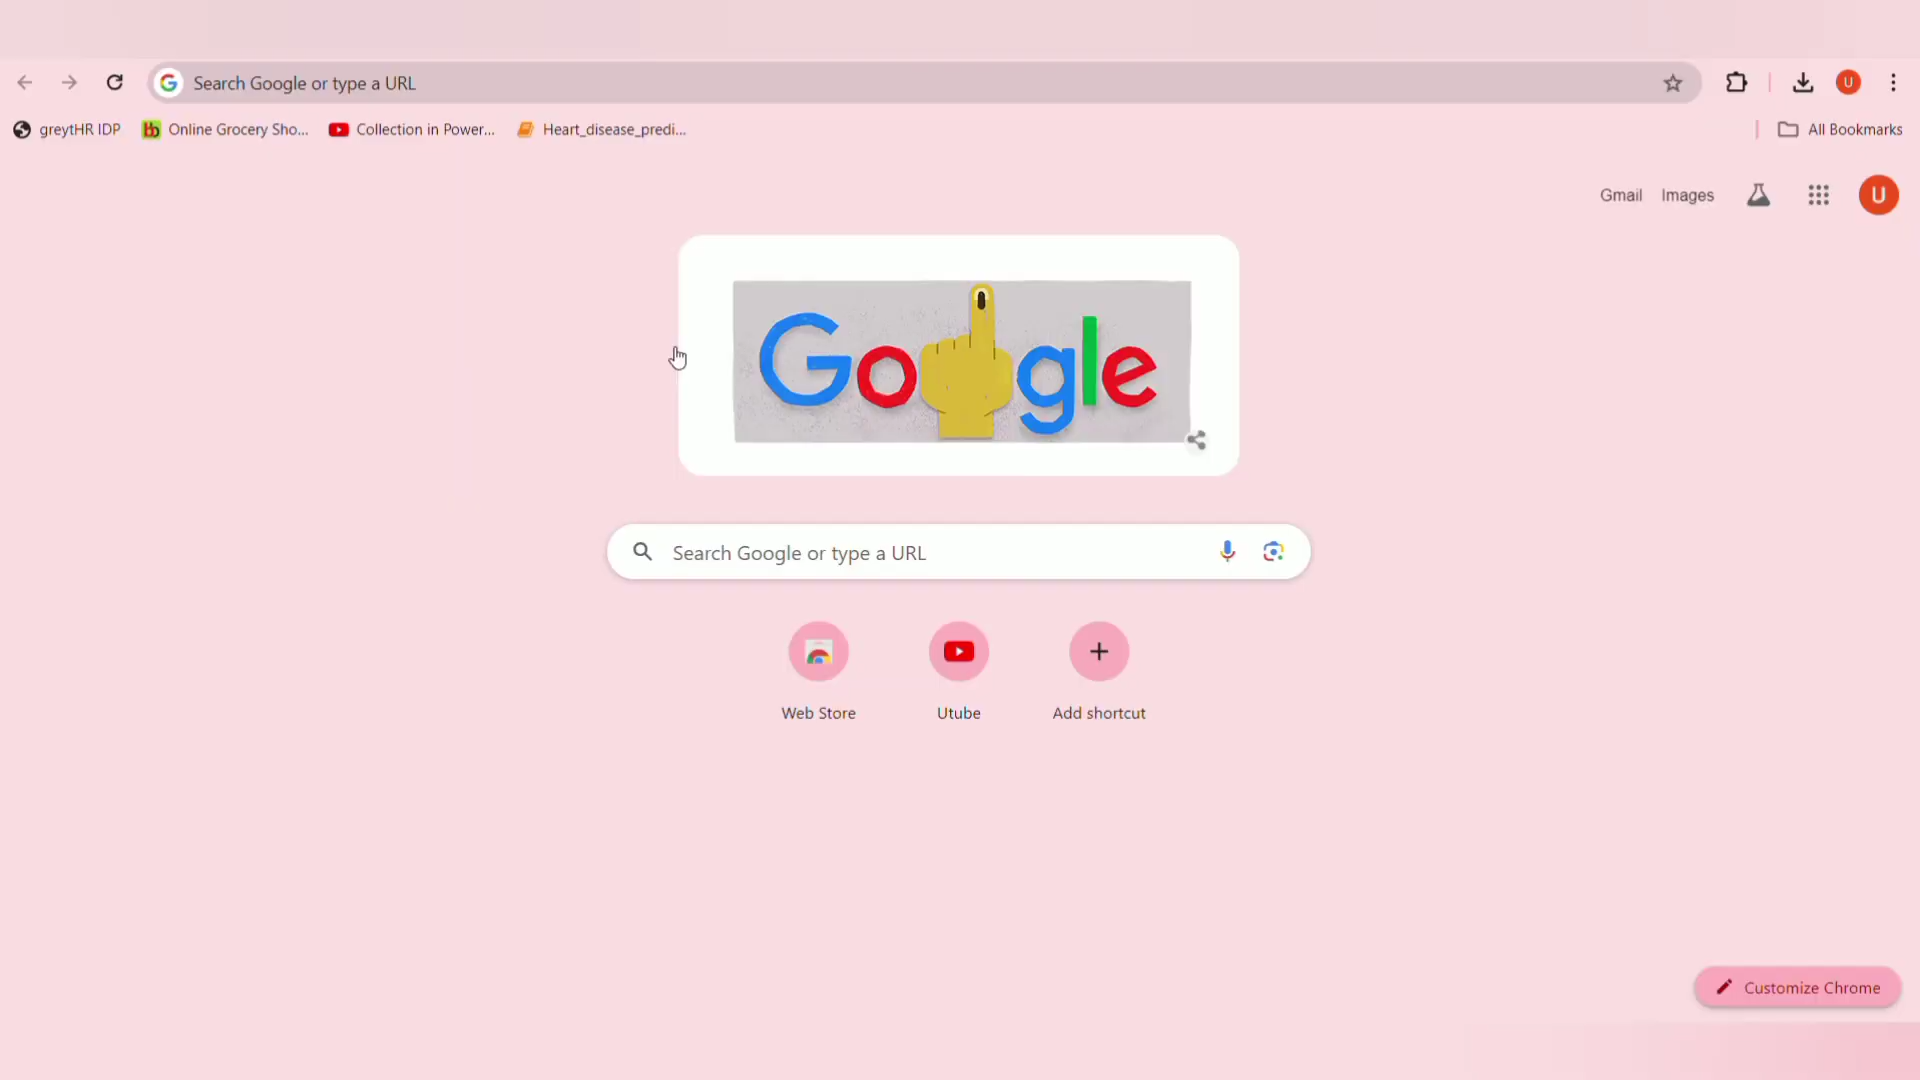 Search Google or type a URL
U
greytHR IDP
bb Online Grocery Sho...
Collection in Power...
Heart_disease_predi...
All Bookmarks
Gmail
Images
U
Google
Search Google or type a URL
Web Store
Utube
Add shortcut
Customize Chrome